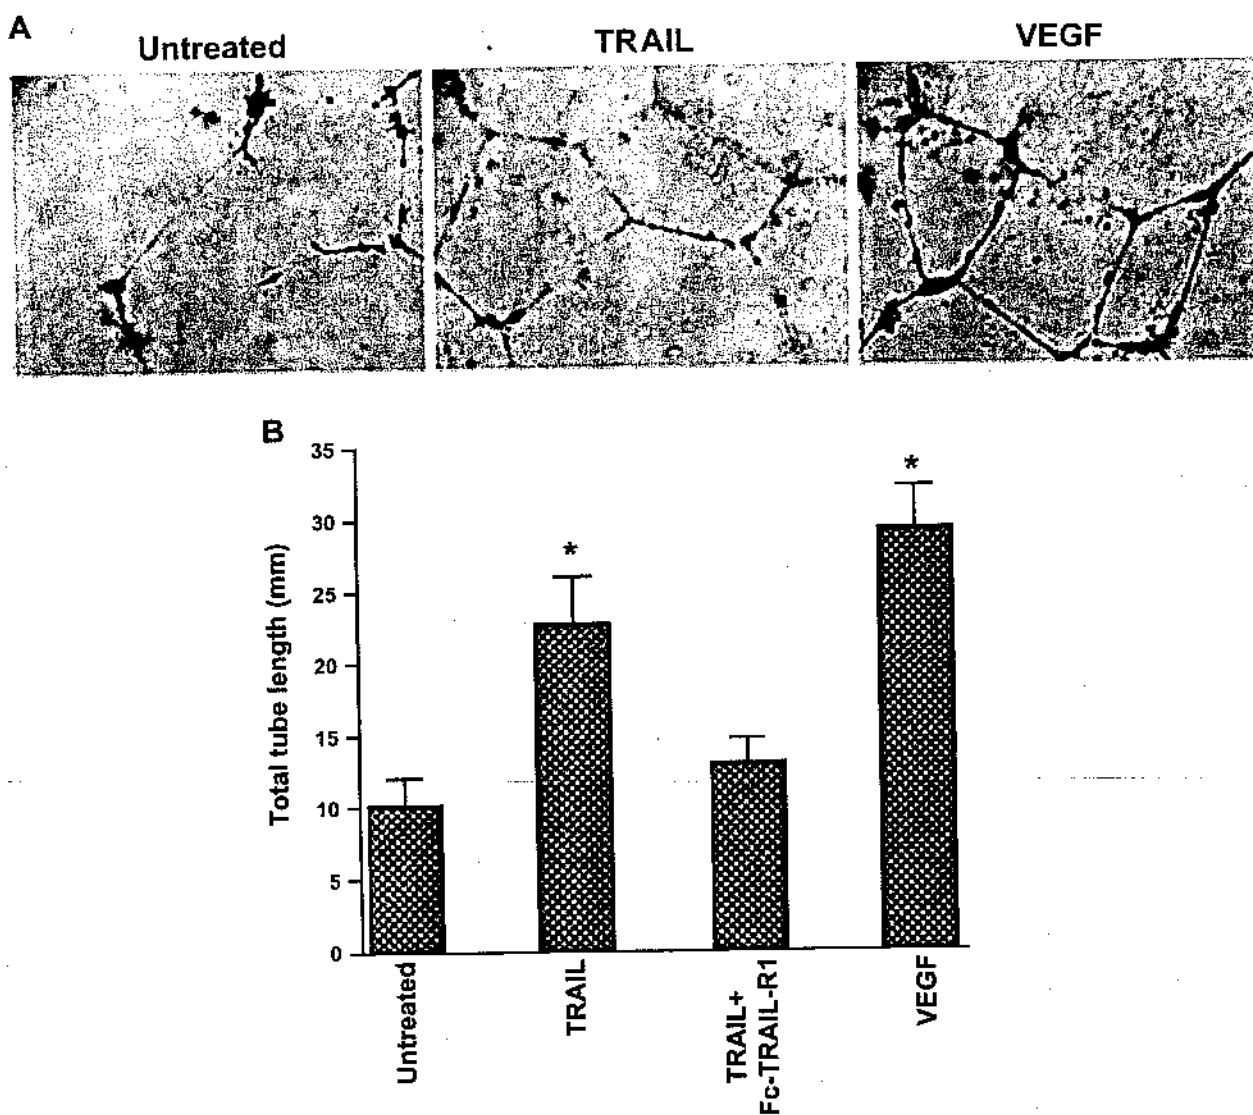 A
Untreated
TRAIL
VEGF
B
35
30
25
20
15
10
5
0
Total tube length (mm)
*
*
Untreated
TRAIL
TRAIL+
Fc-TRAIL-R1
VEGF